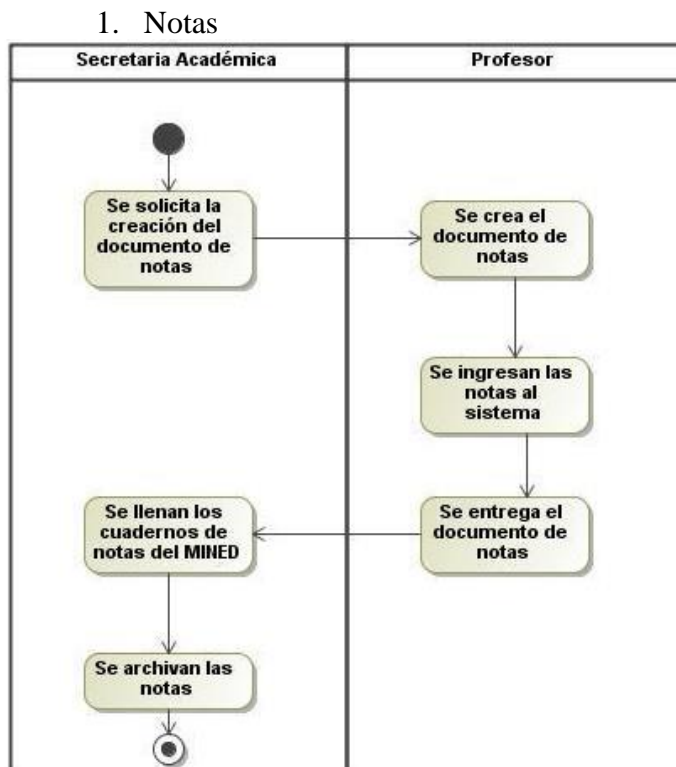 1. Notas
Secretaria Académica
Profesor
Se solicita la
creación del
documento de
notas
Se crea el
documento de
notas
Se ingresan las
notas al
sistema
Se entrega el
documento de
notas
Se llenan los
cuadernos de
notas del MINED
Se archivan las
notas